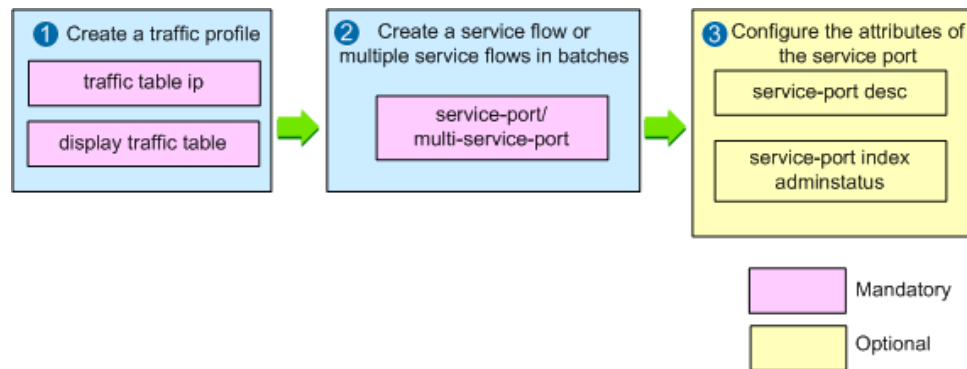 1 Create a traffic profile
traffic table ip
display traffic table
2 Create a service flow or
multiple service flows in batches
service-port/
multi-service-port
3 Configure the attributes of
the service port
service-port desc
service-port index
adminstatus
Mandatory
Optional